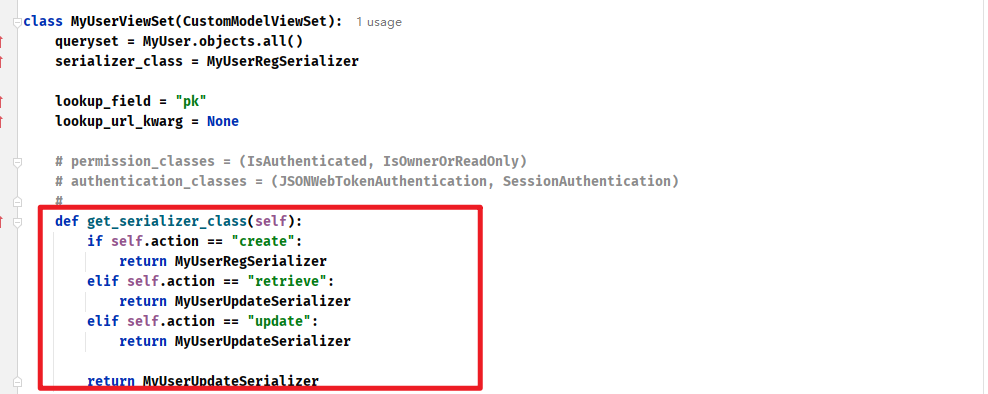 class MyUserViewSet(CustomModelViewSet): 1 usage
    queryset = MyUser.objects.all()
    serializer_class = MyUserRegSerializer
    lookup_field = "pk"
    lookup_url_kwarg = None
    # permission_classes = (IsAuthenticated, IsOwnerOrReadOnly)
    # authentication_classes = (JSONWebTokenAuthentication, SessionAuthentication)
    #
    def get_serializer_class(self):
        if self.action == "create":
            return MyUserRegSerializer
        elif self.action == "retrieve":
            return MyUserUpdateSerializer
        elif self.action == "update":
            return MyUserUpdateSerializer
        return MyUserUpdateSerializer